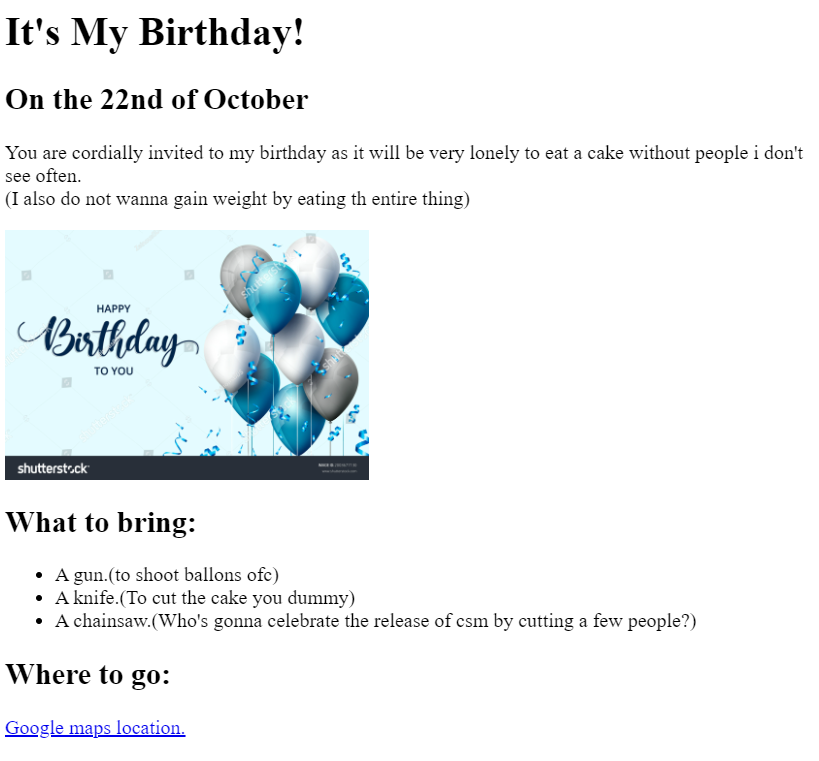 It's My Birthday!
On the 22nd of October
You are cordially invited to my birthday as it will be very lonely to eat a cake without people i don't
see often.
(I also do not wanna gain weight by eating th entire thing)
HAPPY
Birthday
TO YOU
shutterstock
What to bring:
A gun.(to shoot ballons ofc)
A knife.(To cut the cake you dummy)
A chainsaw.(Who's gonna celebrate the release of csm by cutting a few people?)
Where to go:
Google maps location.